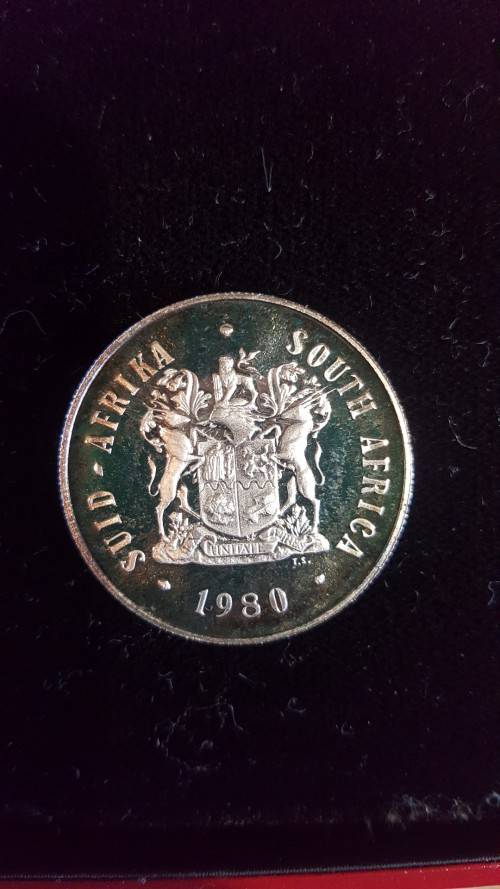 SUID - AFRIKA
SOUTH AFRICA
UNITATE
T.S.
1980